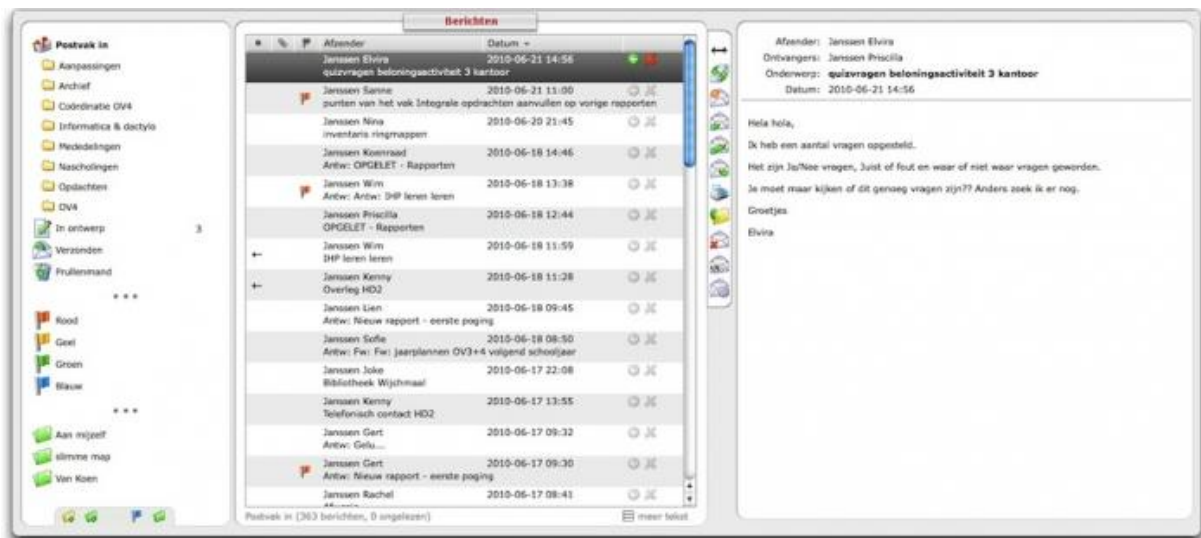 Berichten
Postvak in
Aanpassingen
Archief
Coördinatie OV4
Informatica & dactylo
Mededelingen
Nascholingen
Opdachten
OV4
In ontwerp 3
Verzonden
Prullenmand
Rood
Geel
Groen
Blauw
Aan mijzelf
slimme map
Van Koen
Afzender Datum
Janssen Elvira 2010-06-21 14:56
quizvragen beloningsactiviteit 3 kantoor
Janssen Sanne 2010-06-21 11:00
punten van het vak Integrale opdrachten aanvullen op vorige rapporten
Janssen Nina 2010-06-20 21:45
inventaris ringmappen
Janssen Koenraad 2010-06-18 14:46
Antw: OPGELET - Rapporten
Janssen Wim 2010-06-18 13:38
Antw: Antw: IHP leren leren
Janssen Priscilla 2010-06-18 12:44
OPGELET - Rapporten
Janssen Wim 2010-06-18 11:59
IHP leren leren
Janssen Kenny 2010-06-18 11:28
Overleg HD2
Janssen Lien 2010-06-18 09:45
Antw: Nieuw rapport - eerste poging
Janssen Sofie 2010-06-18 08:50
Antw: Fw: Fw: jaarplannen OV3+4 volgend schooljaar
Janssen Joke 2010-06-17 22:08
Bibliotheek Wijchmaal
Janssen Kenny 2010-06-17 13:55
Telefonisch contact HD2
Janssen Gert 2010-06-17 09:32
Antw: Gelu...
Janssen Gert 2010-06-17 09:30
Antw: Nieuw rapport - eerste poging
Janssen Rachel 2010-06-17 08:41
Postvak in (363 berichten, 0 ongelezen) meer tekst
Afzender: Janssen Elvira
Ontvangers: Janssen Priscilla
Onderwerp: quizvragen beloningsactiviteit 3 kantoor
Datum: 2010-06-21 14:56
Hela hola,
Ik heb een aantal vragen opgesteld.
Het zijn Ja/Nee vragen, Juist of fout en waar of niet waar vragen geworden.
Je moet maar kijken of dit genoeg vragen zijn?? Anders zoek ik er nog.
Groetjes
Elvira